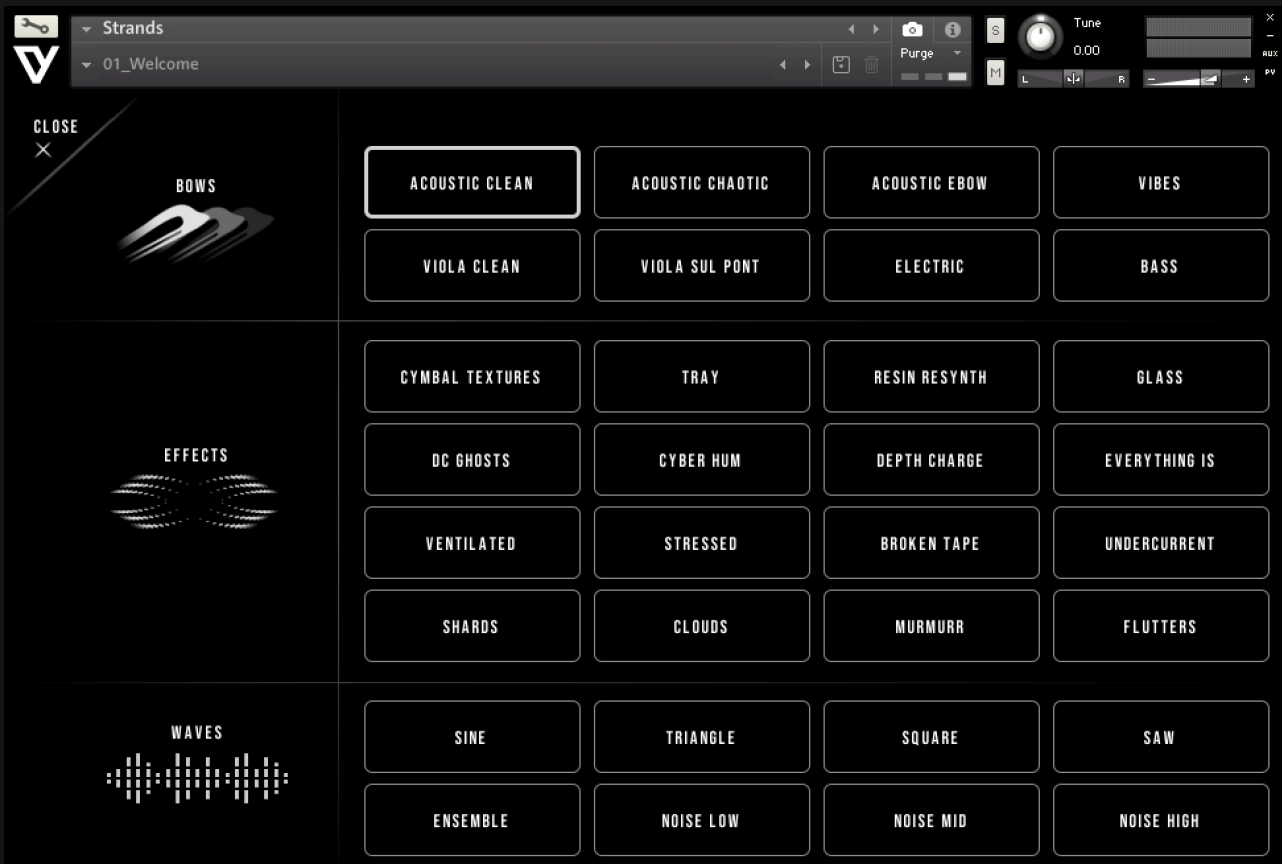 Strands
01_Welcome
Purge
S
M
Tune
0.00
L R
- +
AUX
PV
CLOSE
BOWS
ACOUSTIC CLEAN ACOUSTIC CHAOTIC ACOUSTIC EBOW VIBES
VIOLA CLEAN VIOLA SUL PONT ELECTRIC BASS
EFFECTS
CYMBAL TEXTURES TRAY RESIN RESYNTH GLASS
DC GHOSTS CYBER HUM DEPTH CHARGE EVERYTHING IS
VENTILATED STRESSED BROKEN TAPE UNDERCURRENT
SHARDS CLOUDS MURMURR FLUTTERS
WAVES
SINE TRIANGLE SQUARE SAW
ENSEMBLE NOISE LOW NOISE MID NOISE HIGH